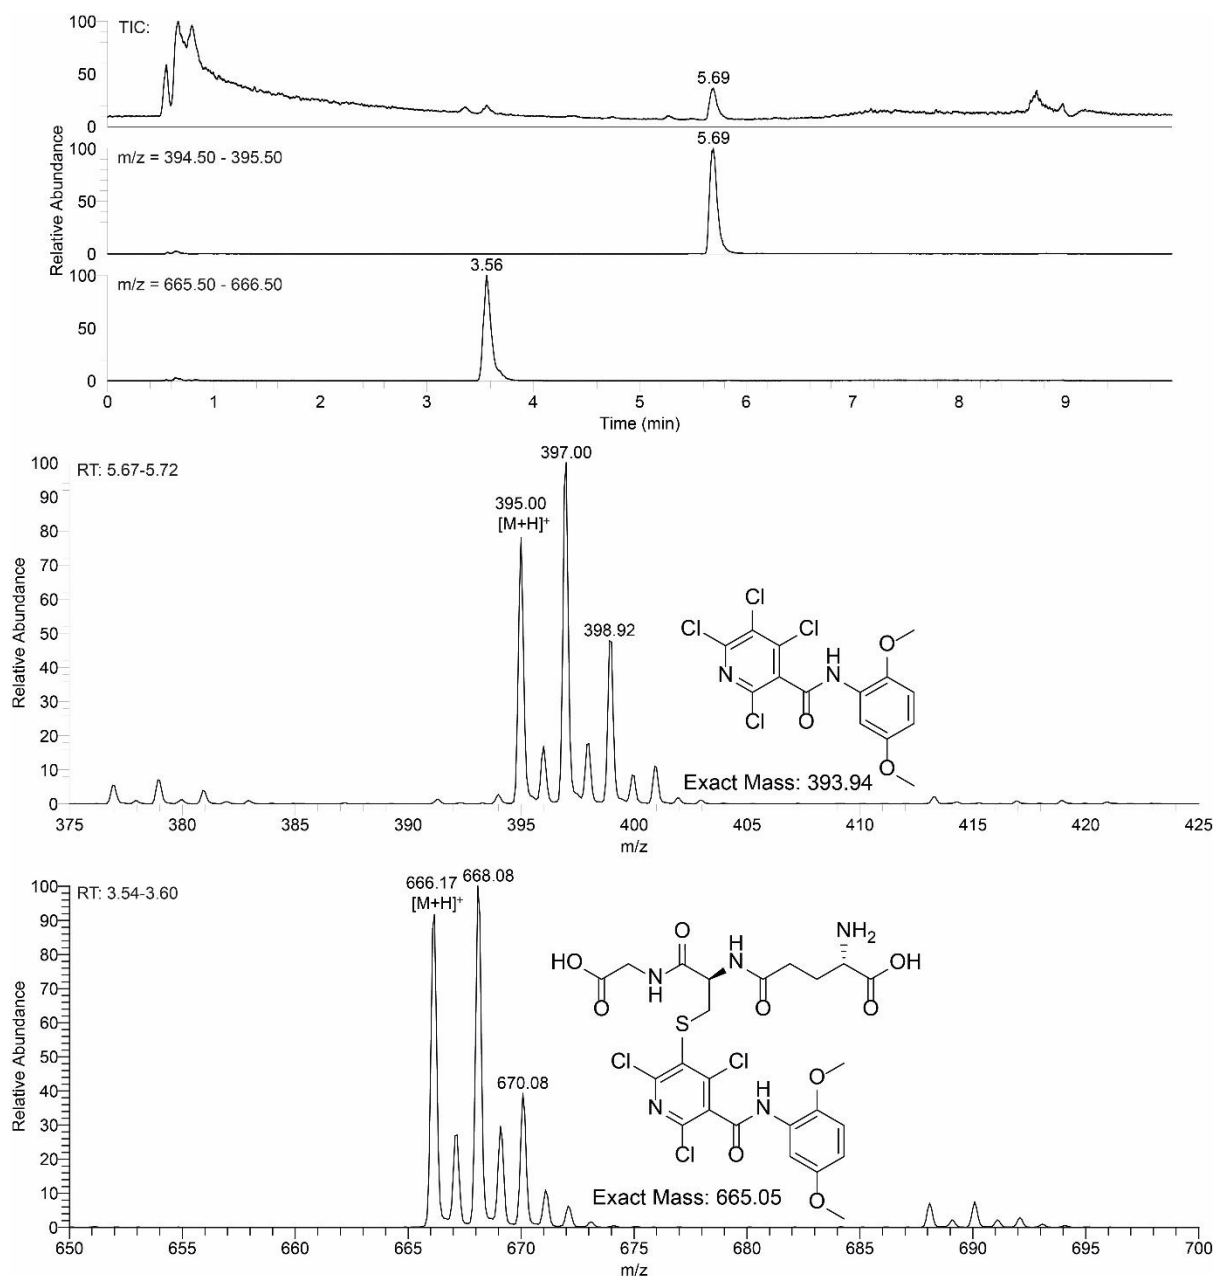 TIC:
100
50
0
5.69
m/z = 394.50 - 395.50
100
50
0
5.69
Relative Abundance
m/z = 665.50 - 666.50
100
50
0
3.56
0 1 2 3 4 5 6 7 8 9
Time (min)
RT: 5.67-5.72
100
90
80
70
60
50
40
30
20
10
0
Relative Abundance
397.00
395.00
[M+H]+
398.92
Cl
Cl Cl
N
Cl
O
H
N
O
O
Exact Mass: 393.94
375 380 385 390 395 400 405 410 415 420 425
m/z
RT: 3.54-3.60
100
90
80
70
60
50
40
30
20
10
0
Relative Abundance
666.17 668.08
[M+H]+
670.08
O H NH2
HO N OH
O N O O
H
S
Cl Cl
H O
N N
Cl O
O
Exact Mass: 665.05
650 655 660 665 670 675 680 685 690 695 700
m/z